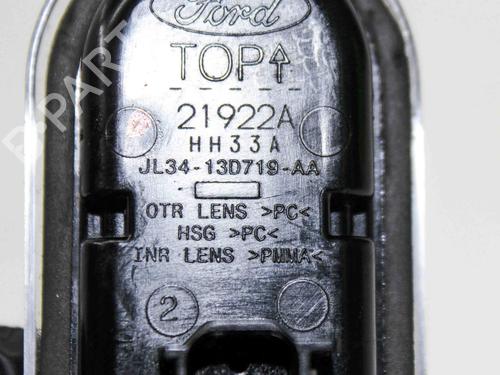 Ford
TOP↑
21922A
HH33A
JL34-13D719-AA
OTR LENS >PC<
HSG >PC<
INR LENS >PMMA<
2